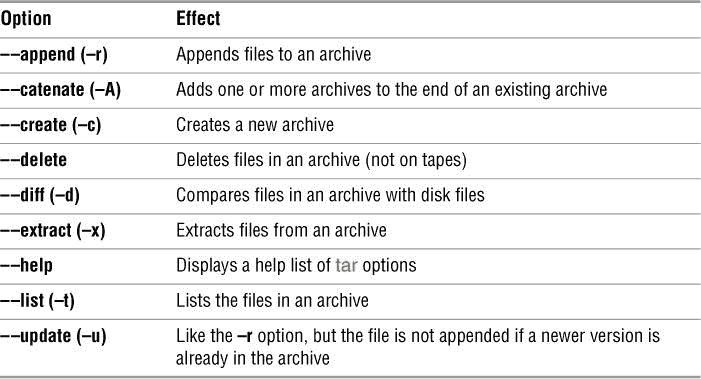 Option Effect
––append (–r) Appends files to an archive
––catenate (–A) Adds one or more archives to the end of an existing archive
––create (–c) Creates a new archive
––delete Deletes files in an archive (not on tapes)
––diff (–d) Compares files in an archive with disk files
––extract (–x) Extracts files from an archive
––help Displays a help list of tar options
––list (–t) Lists the files in an archive
––update (–u) Like the –r option, but the file is not appended if a newer version is
already in the archive